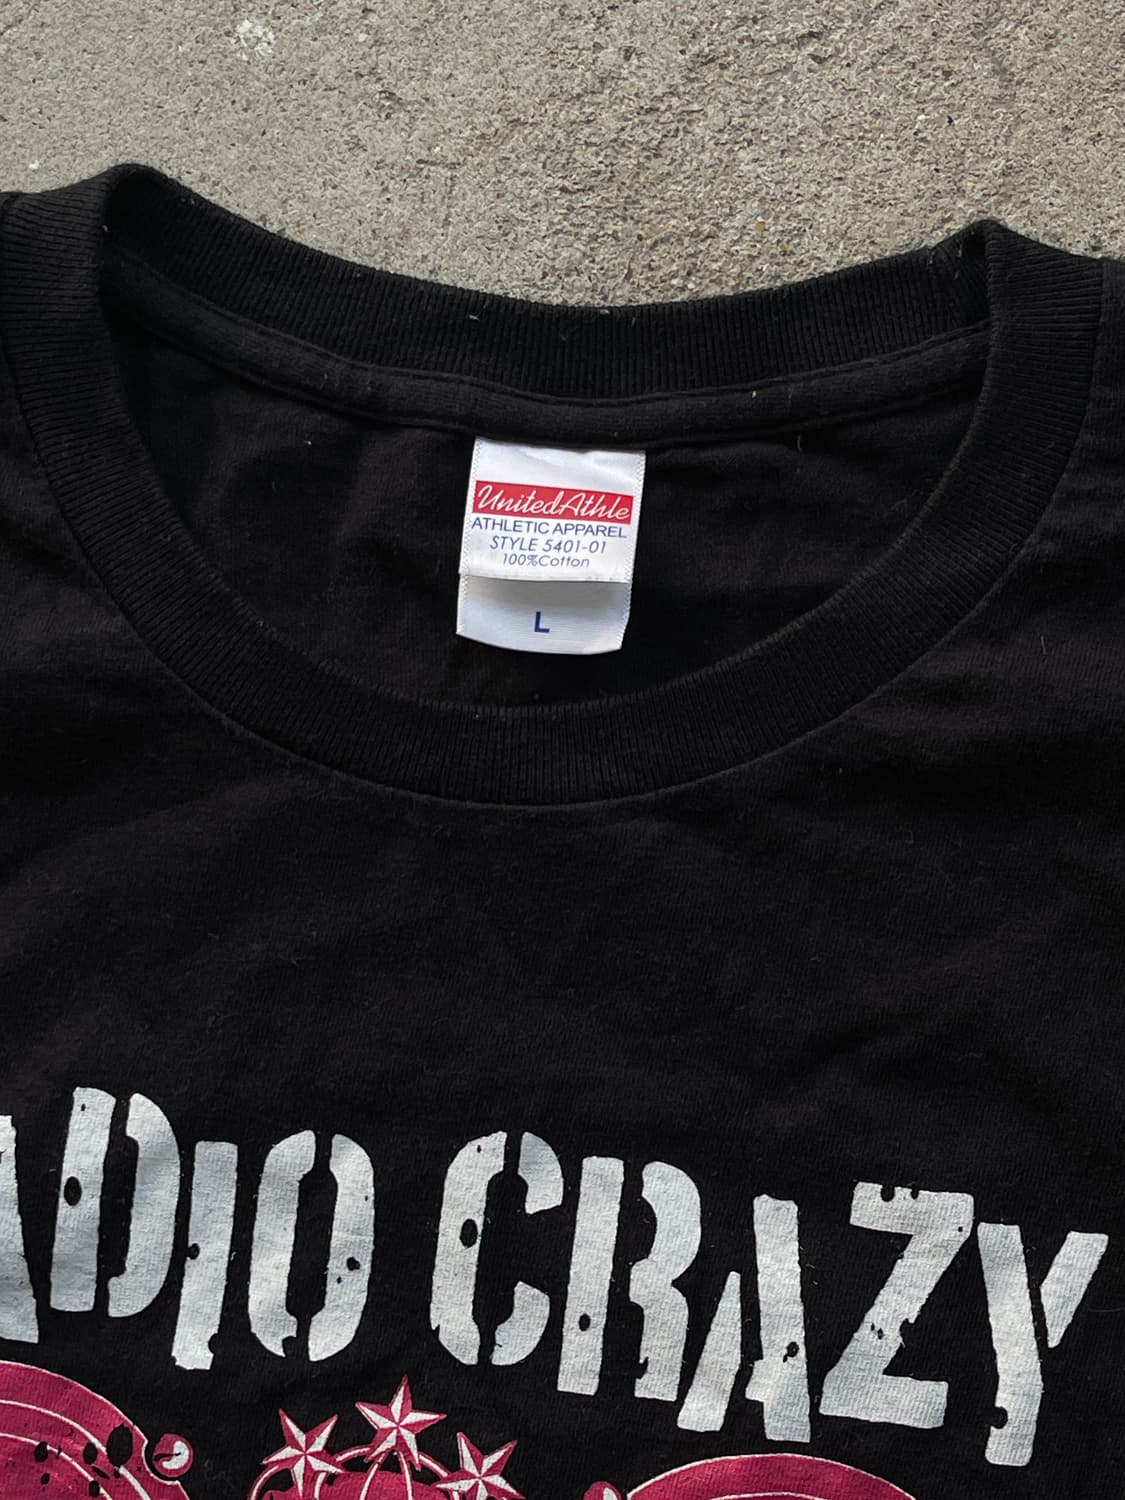 UnitedAthle
ATHLETIC APPAREL
STYLE 5401-01
100%Cotton
L
ADIO CRAZY